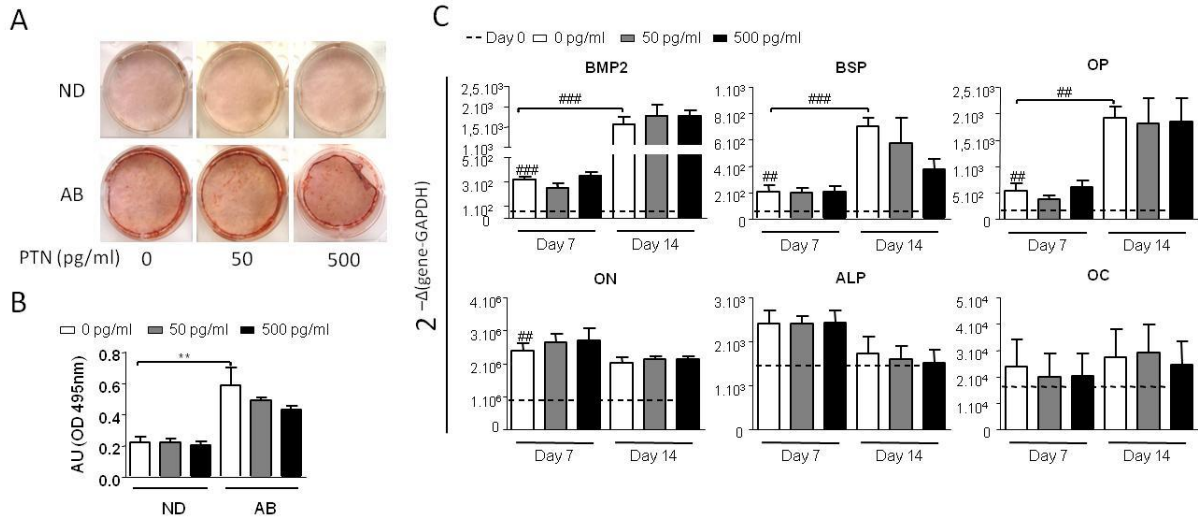 A
ND
AB
PTN (pg/ml) 0 50 500
B
0 pg/ml 50 pg/ml 500 pg/ml
AU (OD 495nm)
0.8
0.6
0.4
0.2
0.0
**
ND AB
C
Day 0 0 pg/ml 50 pg/ml 500 pg/ml
2 –Δ(gene-GAPDH)
BMP2
2,5.10³
2.10³
1,5.10³
1.10³
5.10²
3.10²
1.10²
###
###
Day 7 Day 14
BSP
1.10³
8.10²
6.10²
4.10²
2.10²
0
###
##
Day 7 Day 14
OP
2,5.10³
2.10³
1,5.10³
1.10³
5.10²
0
##
##
Day 7 Day 14
ON
4.10⁶
3.10⁶
2.10⁶
1.10⁶
0
##
Day 7 Day 14
ALP
3.10³
2.10³
1.10³
0
Day 7 Day 14
OC
5.10⁴
4.10⁴
3.10⁴
2.10⁴
1.10⁴
0
Day 7 Day 14